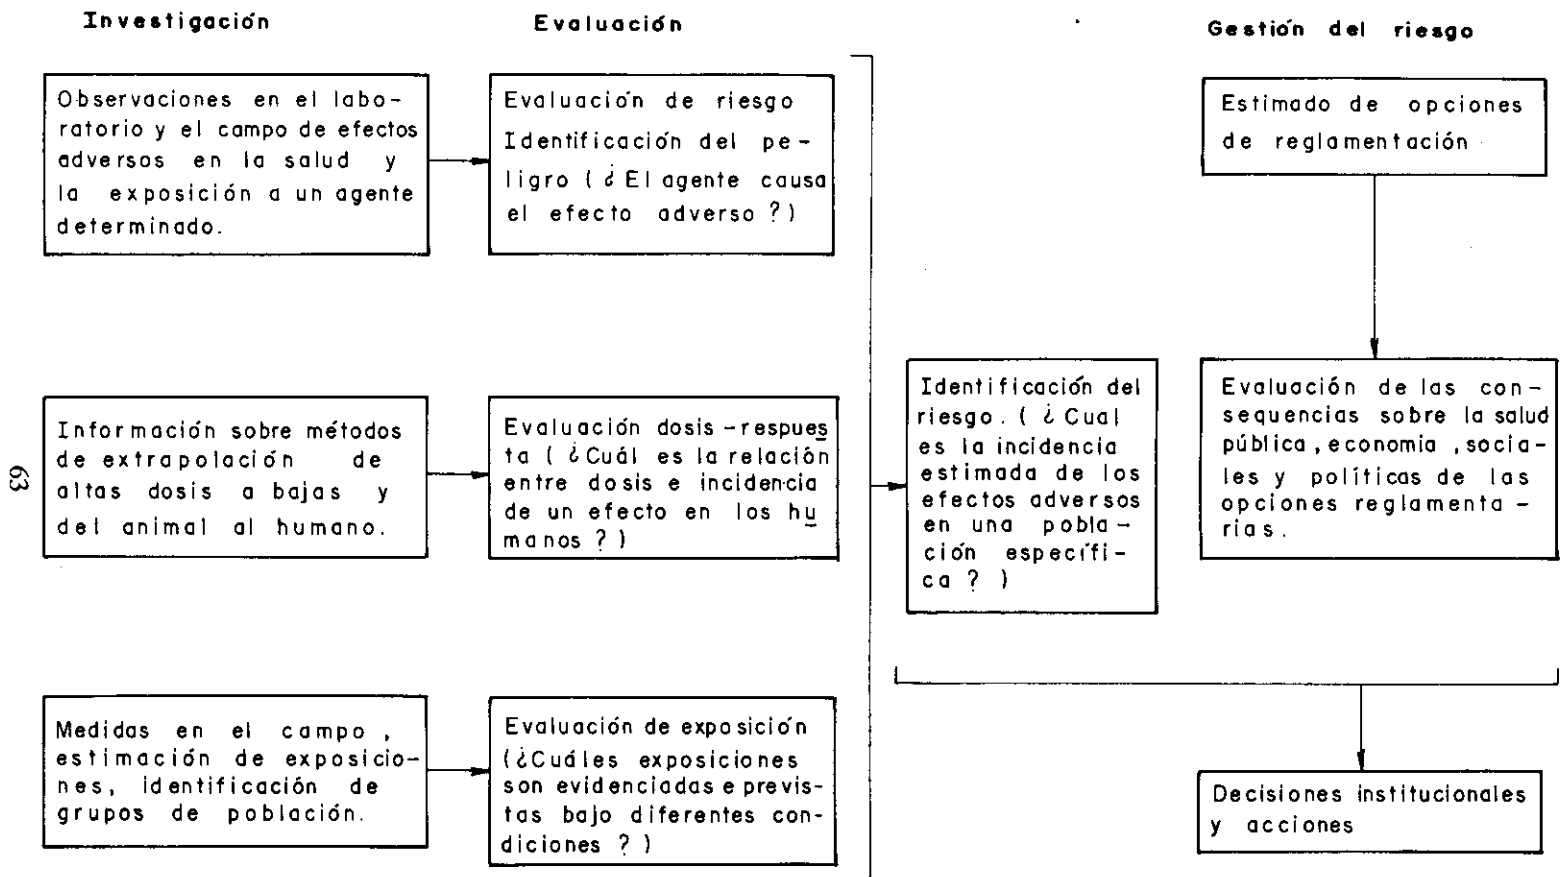 Investigación
Evaluación
Gestión del riesgo
Observaciones en el labo-
ratorio y el campo de efectos
adversos en la salud y
la exposición a un agente
determinado.
Evaluación de riesgo
Identificación del pe-
ligro (¿El agente causa
el efecto adverso?)
Estimado de opciones
de reglamentación
Información sobre métodos
de extrapolación de
altas dosis a bajas y
del animal al humano.
Evaluación dosis-respues
ta (¿Cuál es la relación
entre dosis e incidencia
de un efecto en los hu
manos?)
Identificación del
riesgo. (¿Cual
es la incidencia
estimada de los
efectos adversos
en una pobla-
ción específi-
ca?)
Evaluación de las con-
sequencias sobre la salud
pública, economía, socia-
les y políticas de las
opciones reglamenta-
rias.
63
Medidas en el campo,
estimación de exposicio-
nes, identificación de
grupos de población.
Evaluación de exposición
(¿Cuáles exposiciones
son evidenciadas e previs-
tas bajo diferentes con-
diciones?)
Decisiones institucionales
y acciones